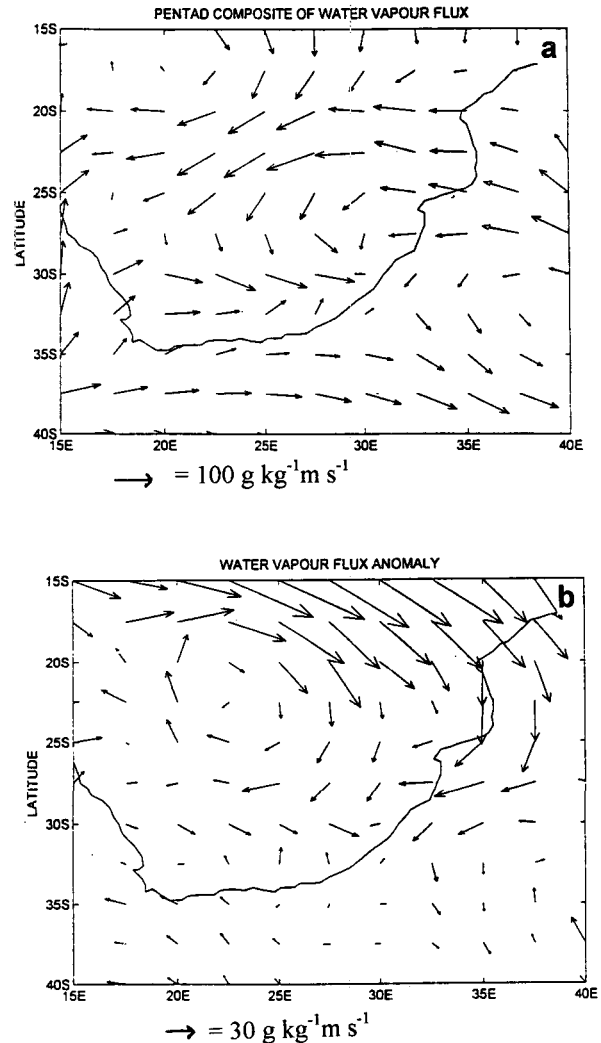 PENTAD COMPOSITE OF WATER VAPOUR FLUX
a
15S
20S
25S
30S
35S
40S
LATITUDE
15E 20E 25E 30E 35E 40E
= 100 g kg⁻¹m s⁻¹
WATER VAPOUR FLUX ANOMALY
b
15S
20S
25S
30S
35S
40S
LATITUDE
15E 20E 25E 30E 35E 40E
= 30 g kg⁻¹m s⁻¹